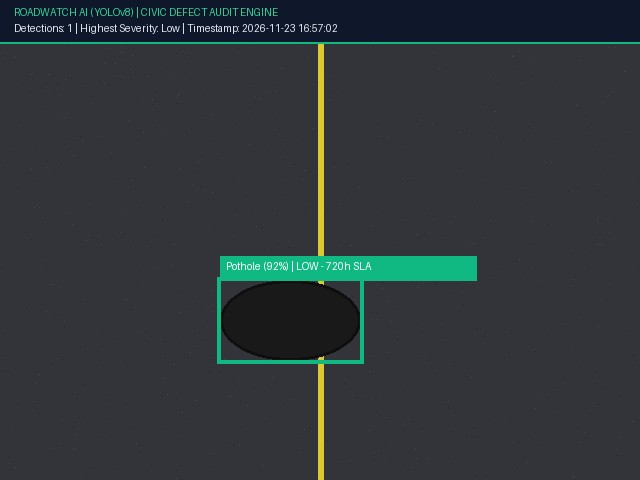 ROADWATCH AI (YOLOv8) | CIVIC DEFECT AUDIT ENGINE
Detections: 1 | Highest Severity: Low | Timestamp: 2026-11-23 16:57:02
Pothole (92%) | LOW - 720h SLA